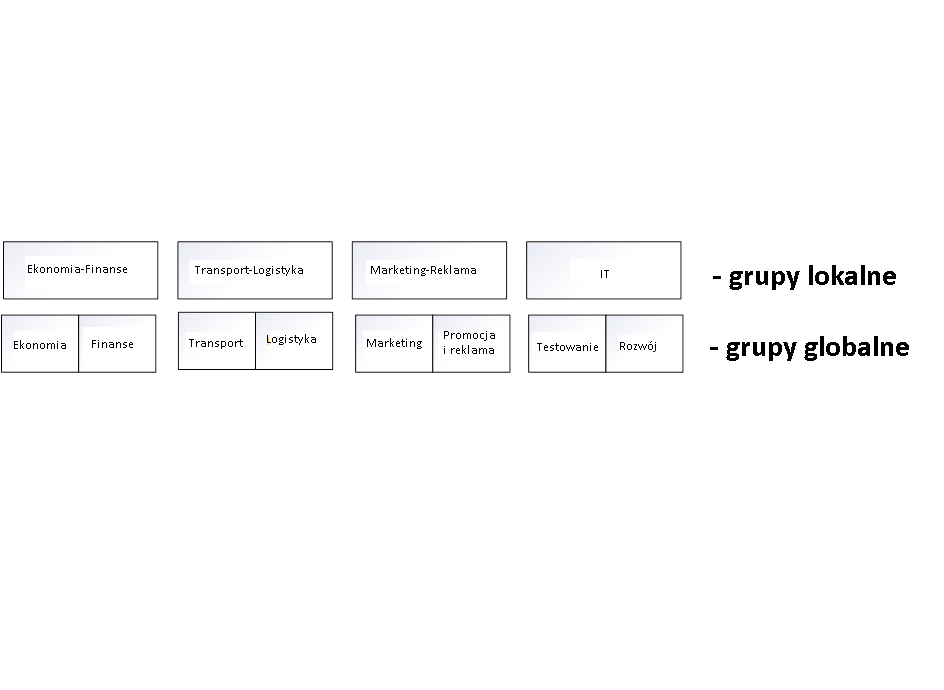 Ekonomia-Finanse
Transport-Logistyka
Marketing-Reklama
IT
- grupy lokalne
Ekonomia
Finanse
Transport
Logistyka
Marketing
Promocja
i reklama
Testowanie
Rozwój
- grupy globalne